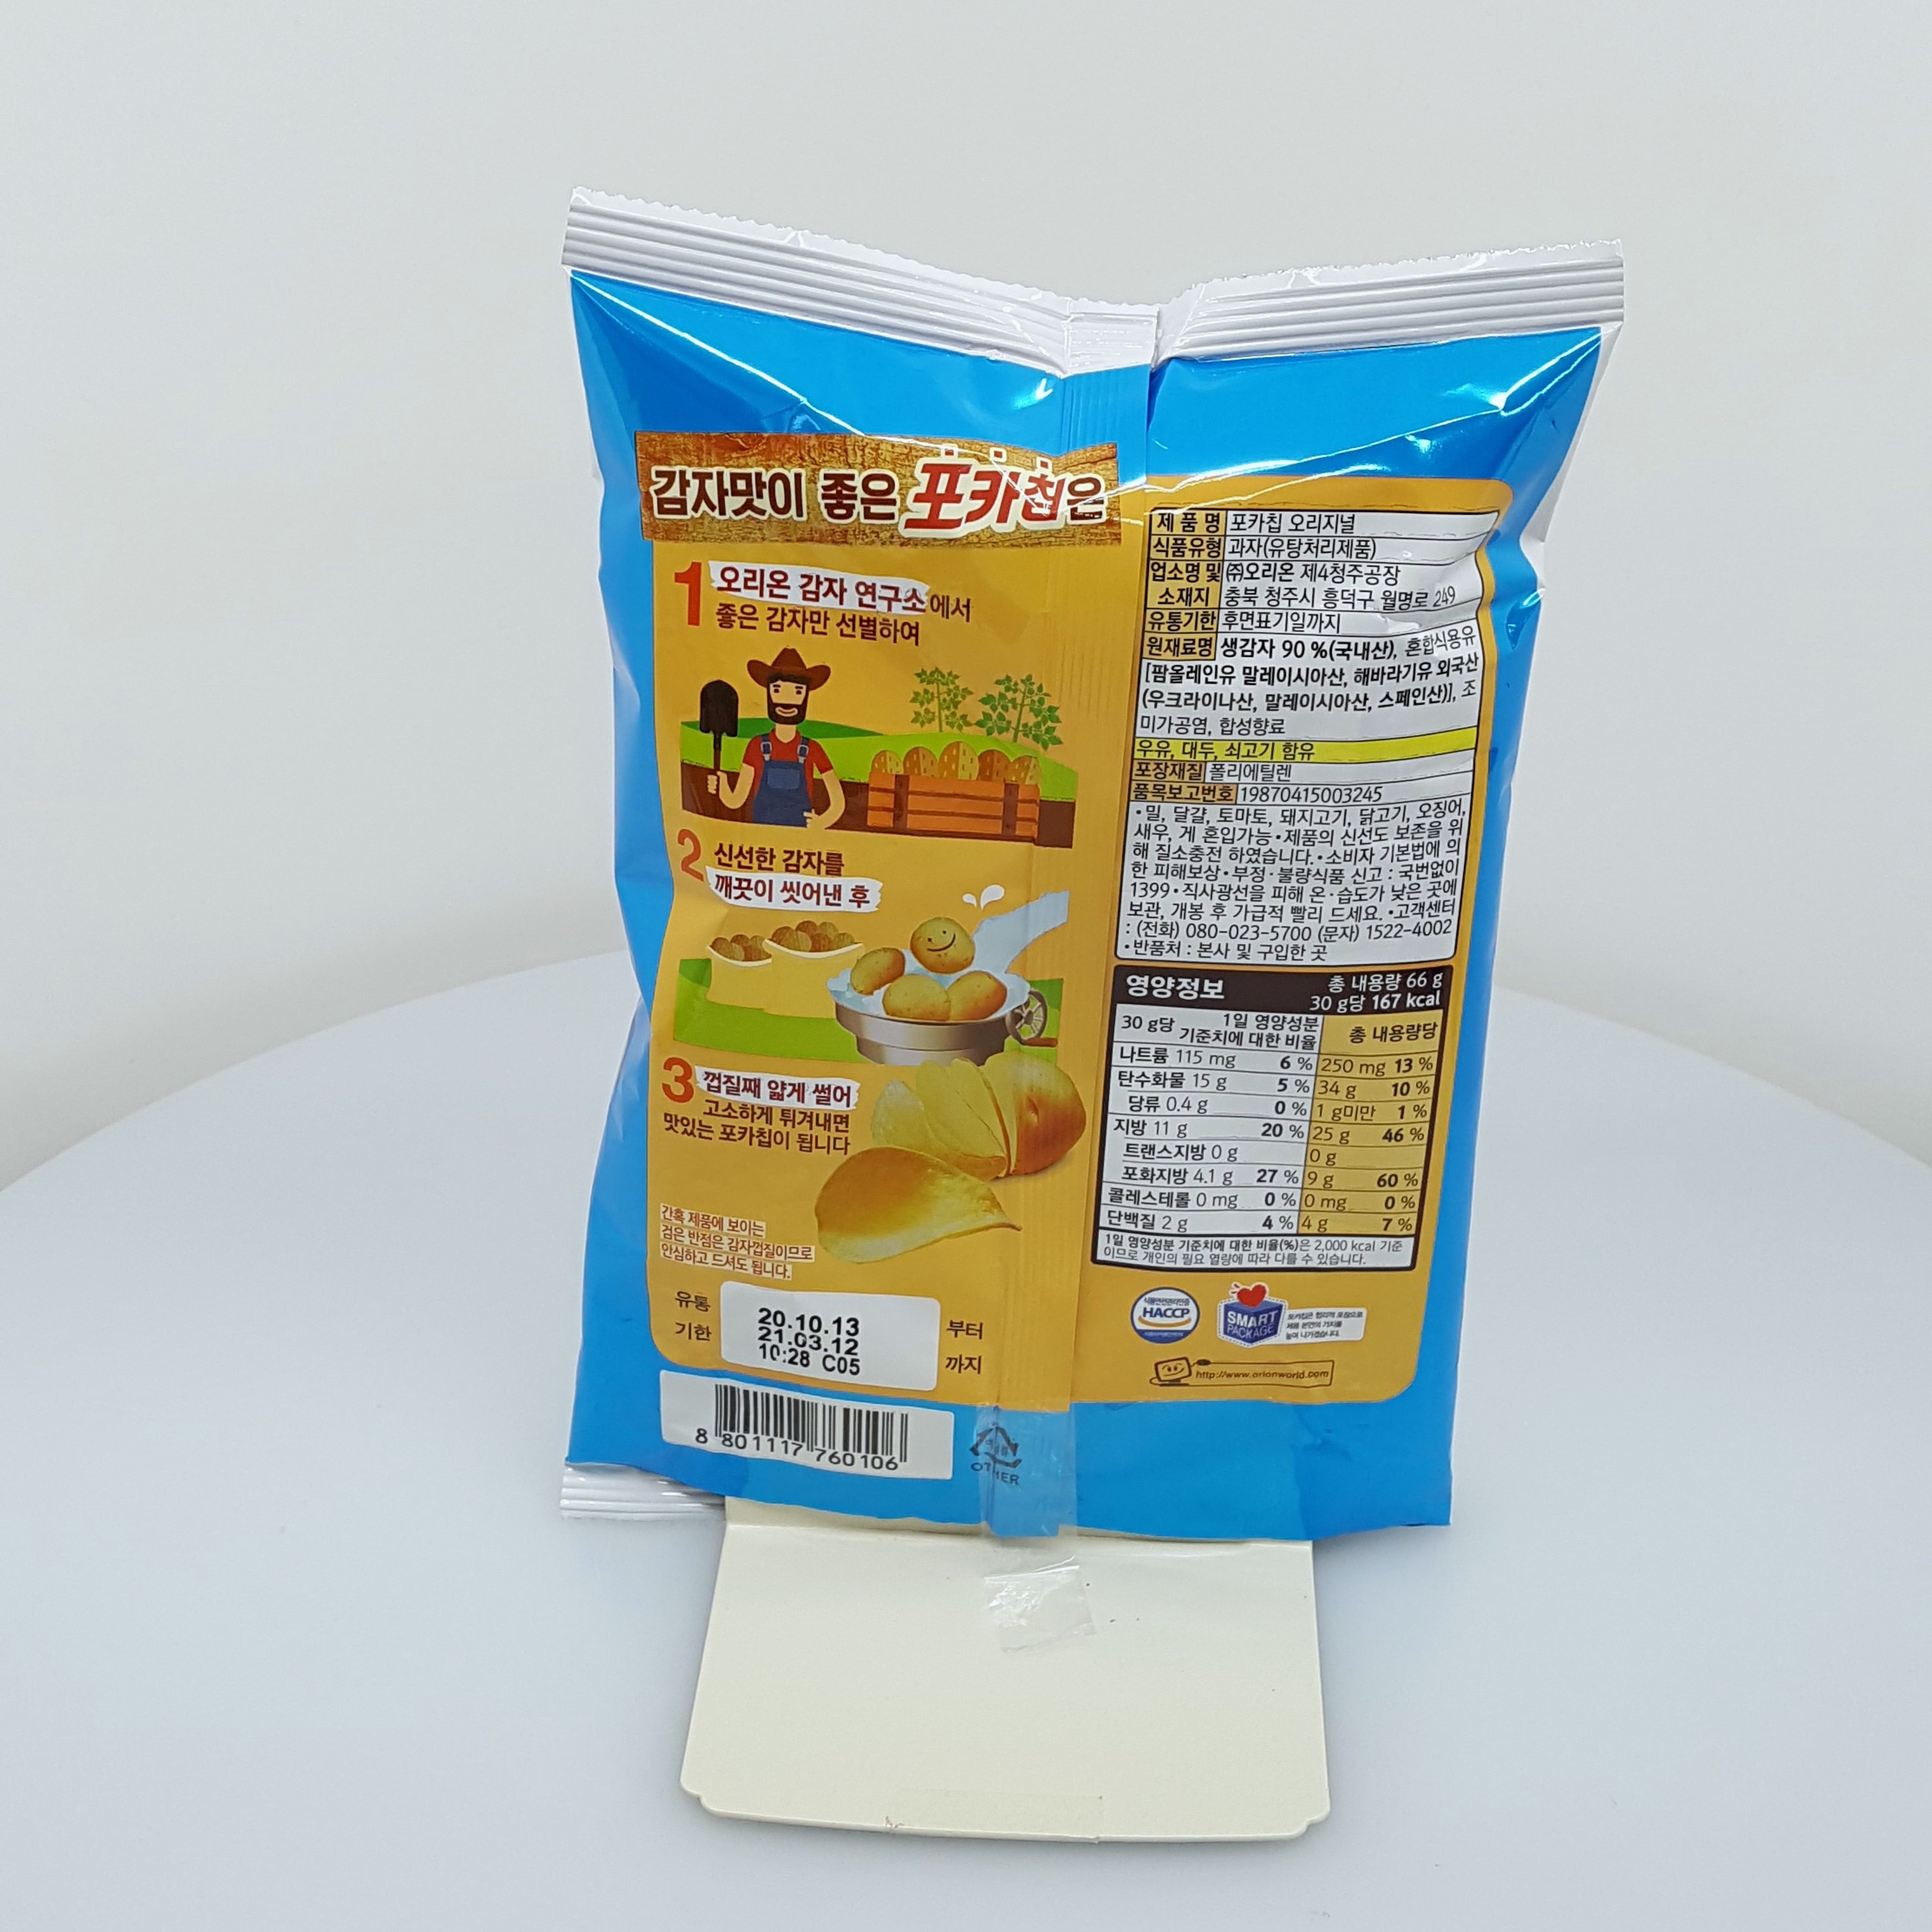 감자맛이 좋은 포카칩은
1 오리온 감자 연구소에서
좋은 감자만 선별하여
2 신선한 감자를
깨끗이 씻어낸 후
3 껍질째 얇게 썰어
고소하게 튀겨내면
맛있는 포카칩이 됩니다
간혹 제품에 보이는
검은 반점은 감자껍질이므로
안심하고 드셔도 됩니다.
유통 기한
20.10.13 부터
21.03.12 까지
10:28 C05
8 801117 760106
OTHER
제품명 포카칩 오리지널
식품유형 과자(유탕처리제품)
업소명 및 소재지 ㈜오리온 제4청주공장
충북 청주시 흥덕구 월명로 249
유통기한 후면표기일까지
원재료명 생감자 90 %(국내산), 혼합식용유
[팜올레인유 말레이시아산, 해바라기유 외국산
(우크라이나산, 말레이시아산, 스페인산)], 조
미가공염, 합성향료
우유, 대두, 쇠고기 함유
포장재질 폴리에틸렌
품목보고번호 19870415003245
•밀, 달걀, 토마토, 돼지고기, 닭고기, 오징어,
새우, 게 혼입가능•제품의 신선도 보존을 위
해 질소충전 하였습니다.•소비자 기본법에 의
한 피해보상•부정·불량식품 신고 : 국번없이
1399•직사광선을 피해 온·습도가 낮은 곳에
보관, 개봉 후 가급적 빨리 드세요. •고객센터
: (전화) 080-023-5700 (문자) 1522-4002
•반품처 : 본사 및 구입한 곳
영양정보 총 내용량 66 g
30 g당 167 kcal
30 g당 1일 영양성분 기준치에 대한 비율 총 내용량당
나트륨 115 mg 6 % 250 mg 13 %
탄수화물 15 g 5 % 34 g 10 %
당류 0.4 g 0 % 1 g미만 1 %
지방 11 g 20 % 25 g 46 %
트랜스지방 0 g 0 g
포화지방 4.1 g 27 % 9 g 60 %
콜레스테롤 0 mg 0 % 0 mg 0 %
단백질 2 g 4 % 4 g 7 %
1일 영양성분 기준치에 대한 비율(%)은 2,000 kcal 기준
이므로 개인의 필요 열량에 따라 다를 수 있습니다.
HACCP
SMART
PACKAGE
포카칩은 합리적 포장으로
제품 본연의 가치를
높여 나가겠습니다.
http://www.orionworld.com